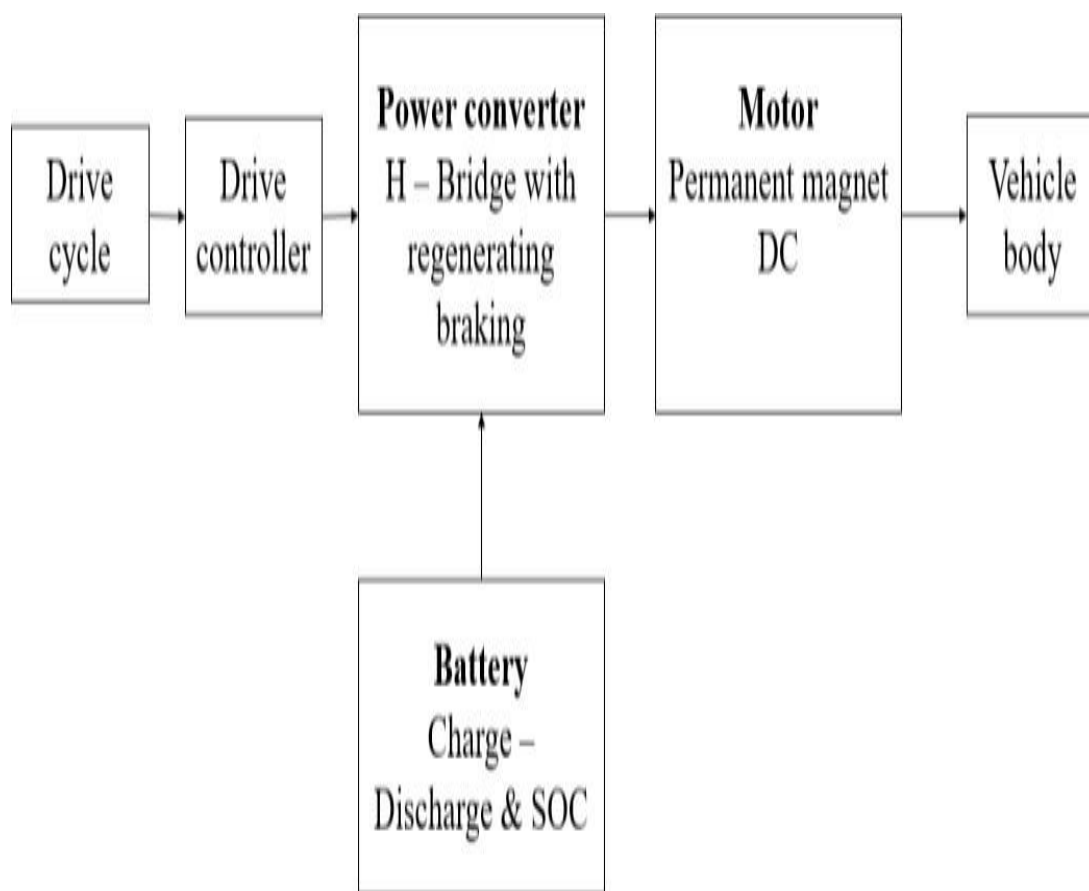 Drive
cycle
Drive
controller
Power converter
H – Bridge with
regenerating
braking
Motor
Permanent magnet
DC
Vehicle
body
Battery
Charge –
Discharge & SOC